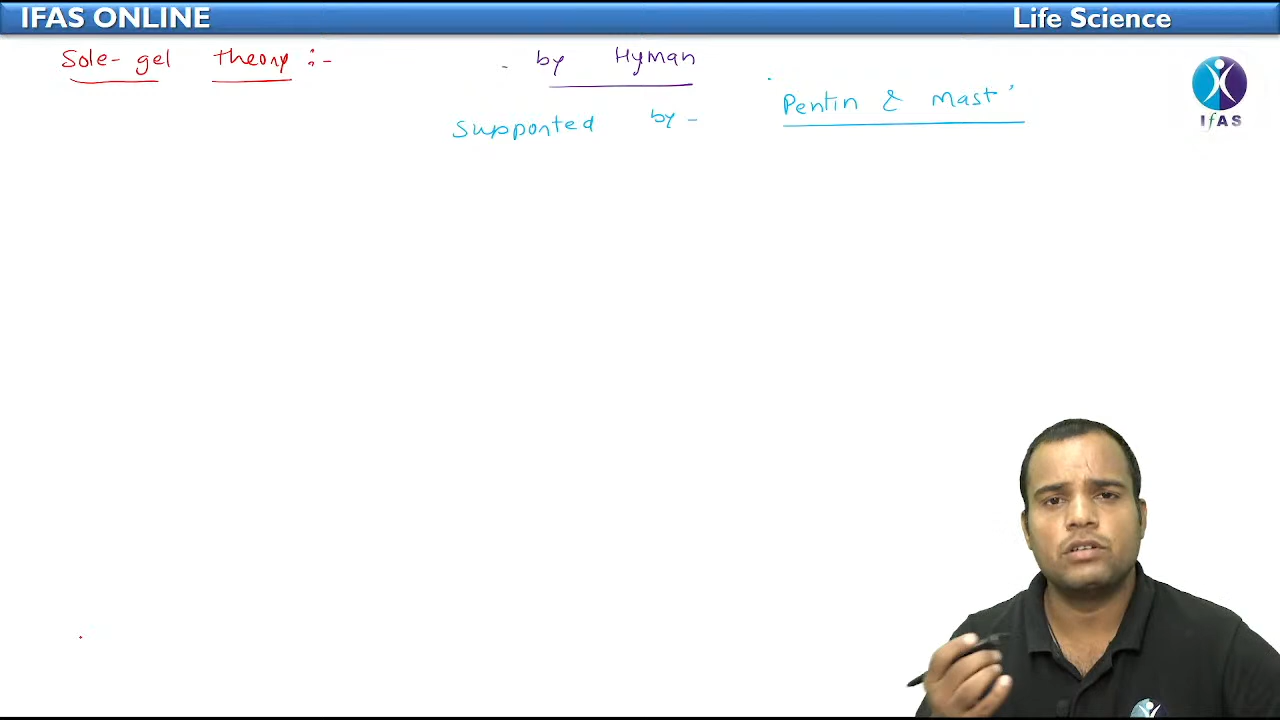 IFAS ONLINE
Life Science
Sole-gel theory :-
by Hyman
Supported by -
Pentin & Mast'
IfAS